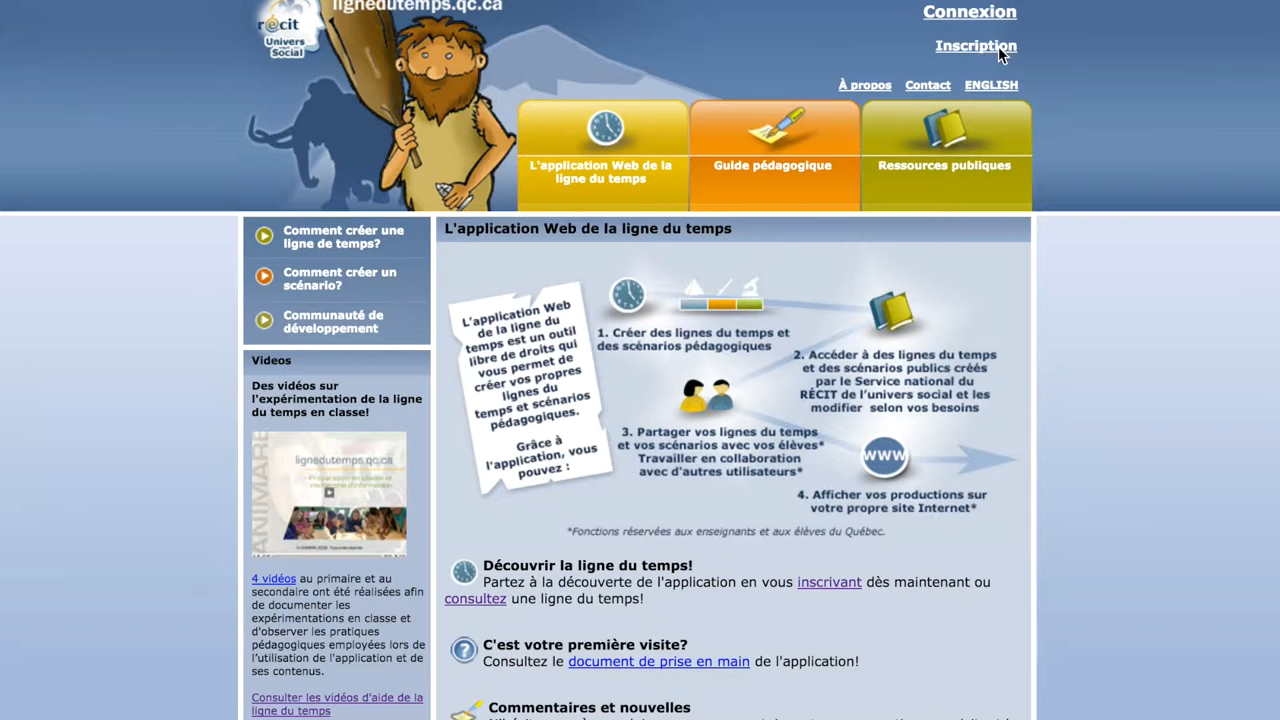 lignedutemps.qc.ca
récit
Univers
Social
Connexion
Inscription
À propos Contact ENGLISH
L'application Web de la
ligne du temps
Guide pédagogique
Ressources publiques
Comment créer une
ligne de temps?
Comment créer un
scénario?
Communauté de
développement
Videos
Des vidéos sur
l'expérimentation de la ligne
du temps en classe!
ANIMARE
lignedutemps.qc.ca
4 vidéos au primaire et au
secondaire ont été réalisées afin
de documenter les
expérimentations en classe et
d'observer les pratiques
pédagogiques employées lors de
l'utilisation de l'application et de
ses contenus.
Consulter les vidéos d'aide de la
ligne du temps
L'application Web de la ligne du temps
L'application Web
de la ligne du
temps est un outil
libre de droits qui
vous permet de
créer vos propres
lignes du
temps et scénarios
pédagogiques.
Grâce à
l'application, vous
pouvez :
1. Créer des lignes du temps et
des scénarios pédagogiques
2. Accéder à des lignes du temps
et des scénarios publics créés
par le Service national du
RÉCIT de l'univers social et les
modifier selon vos besoins
3. Partager vos lignes du temps
et vos scénarios avec vos élèves*
Travailler en collaboration
avec d'autres utilisateurs*
www
4. Afficher vos productions sur
votre propre site Internet*
*Fonctions réservées aux enseignants et aux élèves du Québec.
Découvrir la ligne du temps!
Partez à la découverte de l'application en vous inscrivant dès maintenant ou
consultez une ligne du temps!
C'est votre première visite?
Consultez le document de prise en main de l'application!
Commentaires et nouvelles